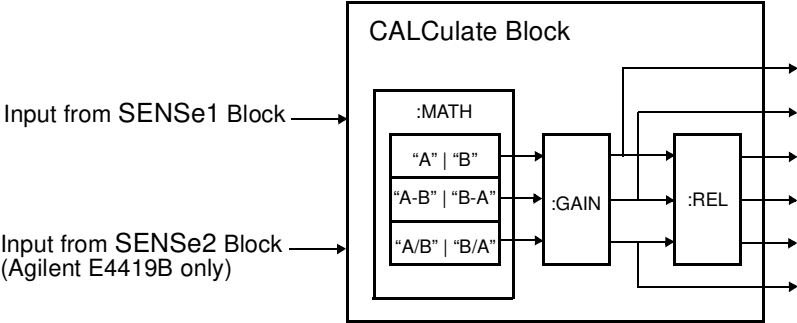 CALCulate Block
Input from SENSe1 Block
:MATH
“A” | “B”
“A-B” | “B-A”
:GAIN
:REL
Input from SENSe2 Block
(Agilent E4419B only)
“A/B” | “B/A”